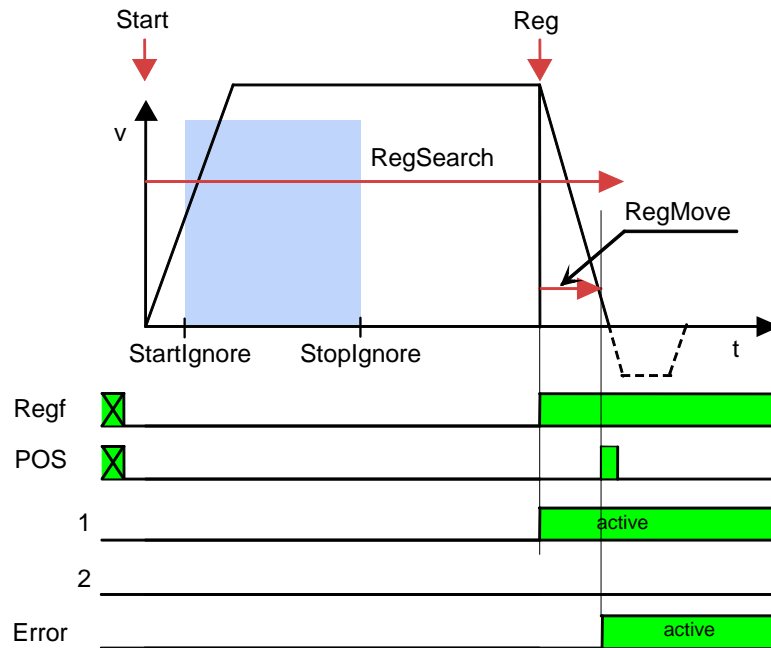 Start
Reg
v
RegSearch
RegMove
StartIgnore
StopIgnore
t
Regf
POS
1
active
2
Error
active